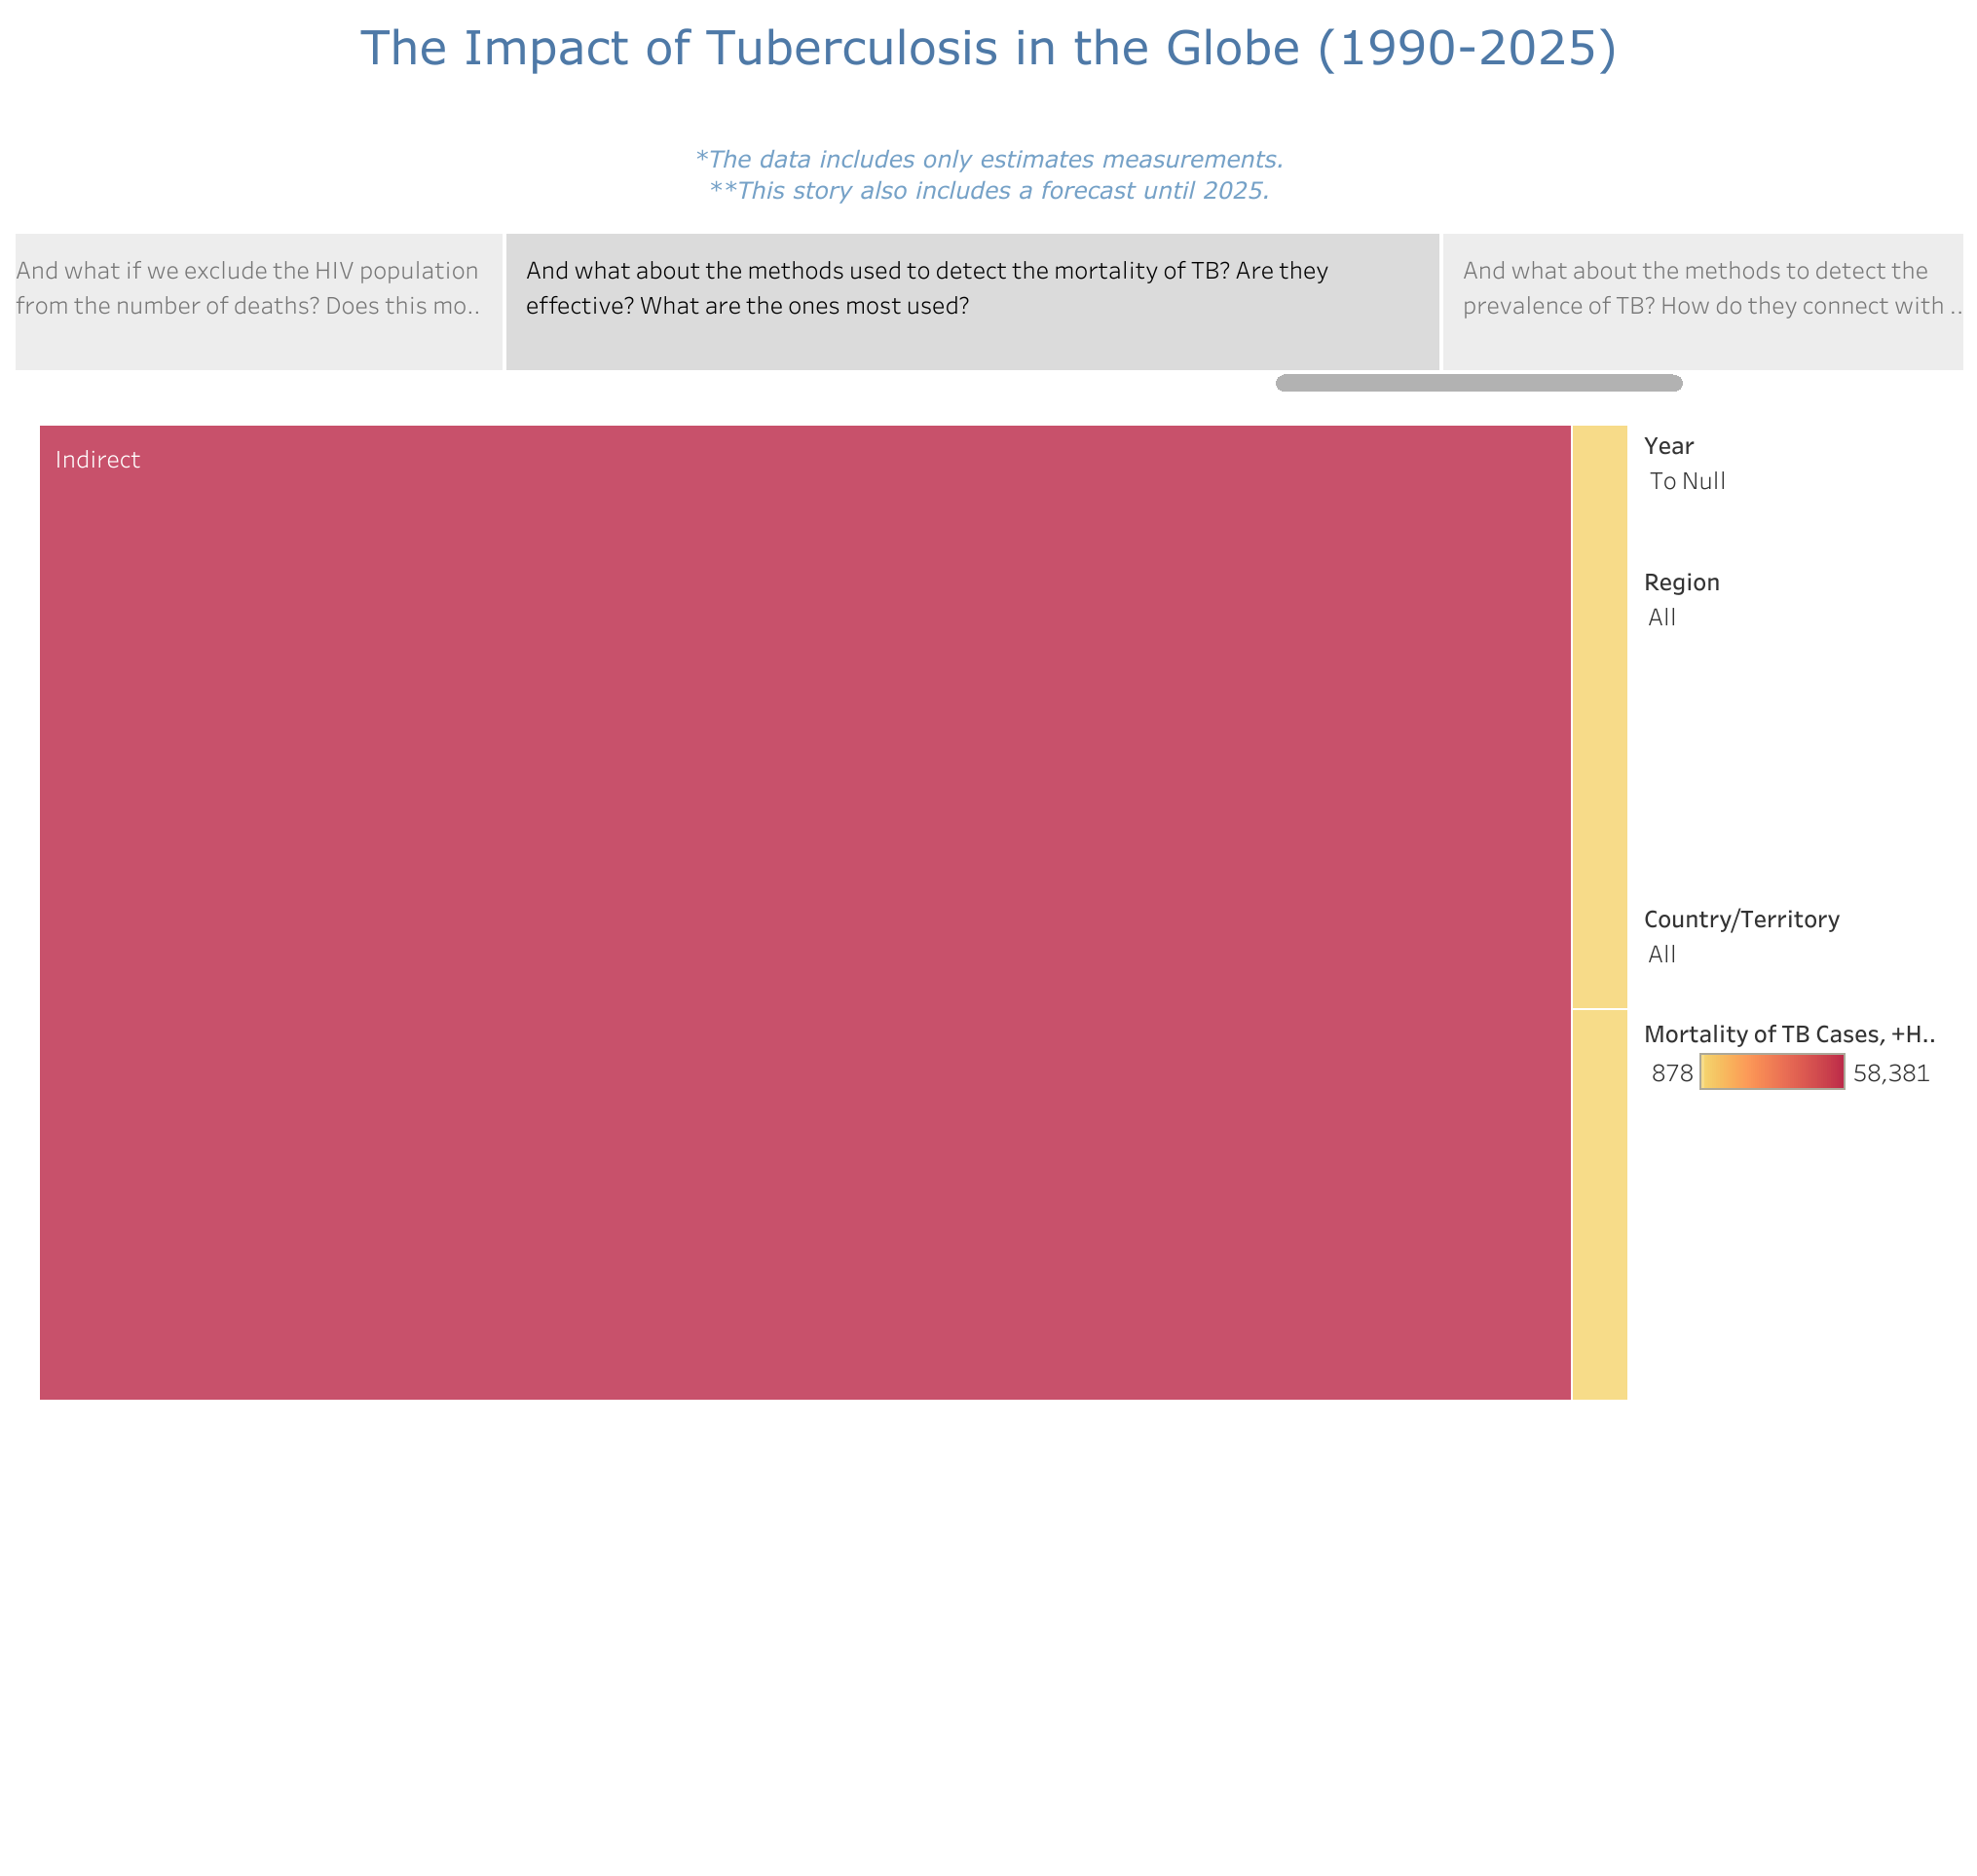 The Impact of Tuberculosis in the Globe (1990-2025)
*The data includes only estimates measurements.
**This story also includes a forecast until 2025.
And what if we exclude the HIV population
from the number of deaths? Does this mo..
And what about the methods used to detect the mortality of TB? Are they
effective? What are the ones most used?
And what about the methods to detect the
prevalence of TB? How do they connect with ..
Indirect
Year
To Null
Region
All
Country/Territory
All
Mortality of TB Cases, +H..
878
58,381